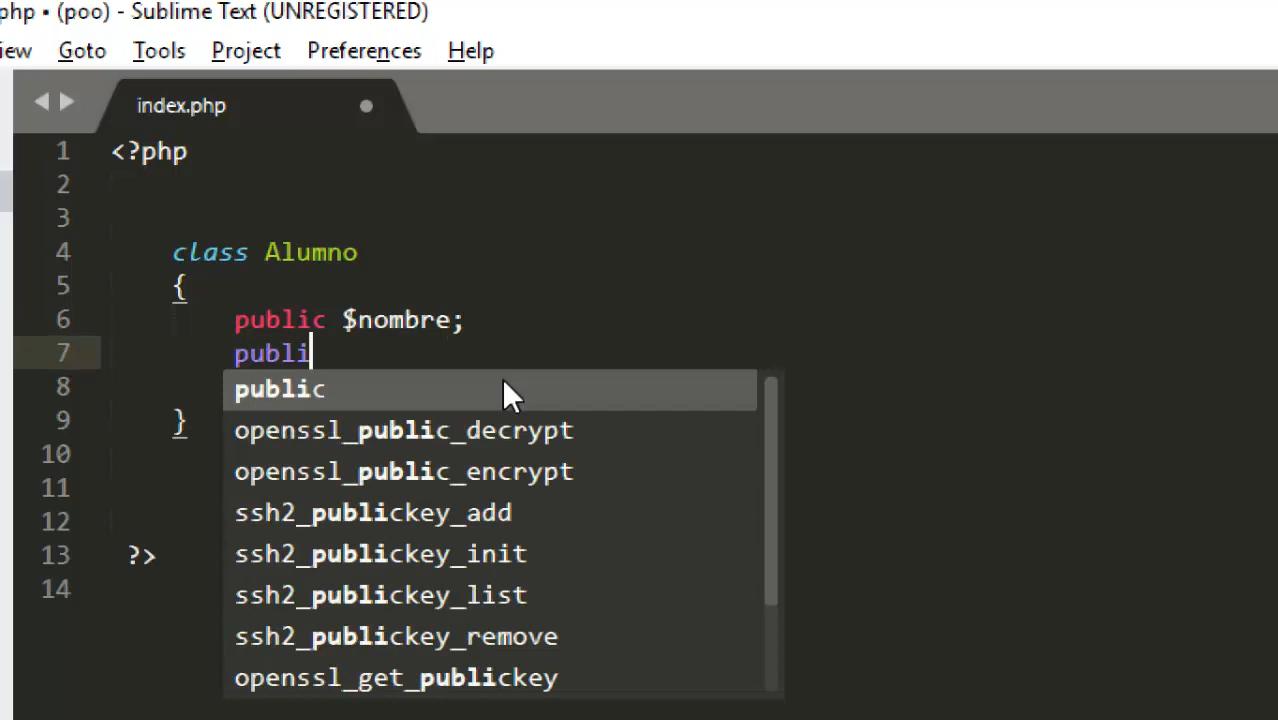 php • (poo) - Sublime Text (UNREGISTERED)
iew Goto Tools Project Preferences Help
index.php
1 <?php
2
3
4 class Alumno
5 {
6 public $nombre;
7 publi
8 public
9 }
openssl_public_decrypt
10
openssl_public_encrypt
11
12 ssh2_publickey_add
13 ?> ssh2_publickey_init
14 ssh2_publickey_list
ssh2_publickey_remove
openssl_get_publickey